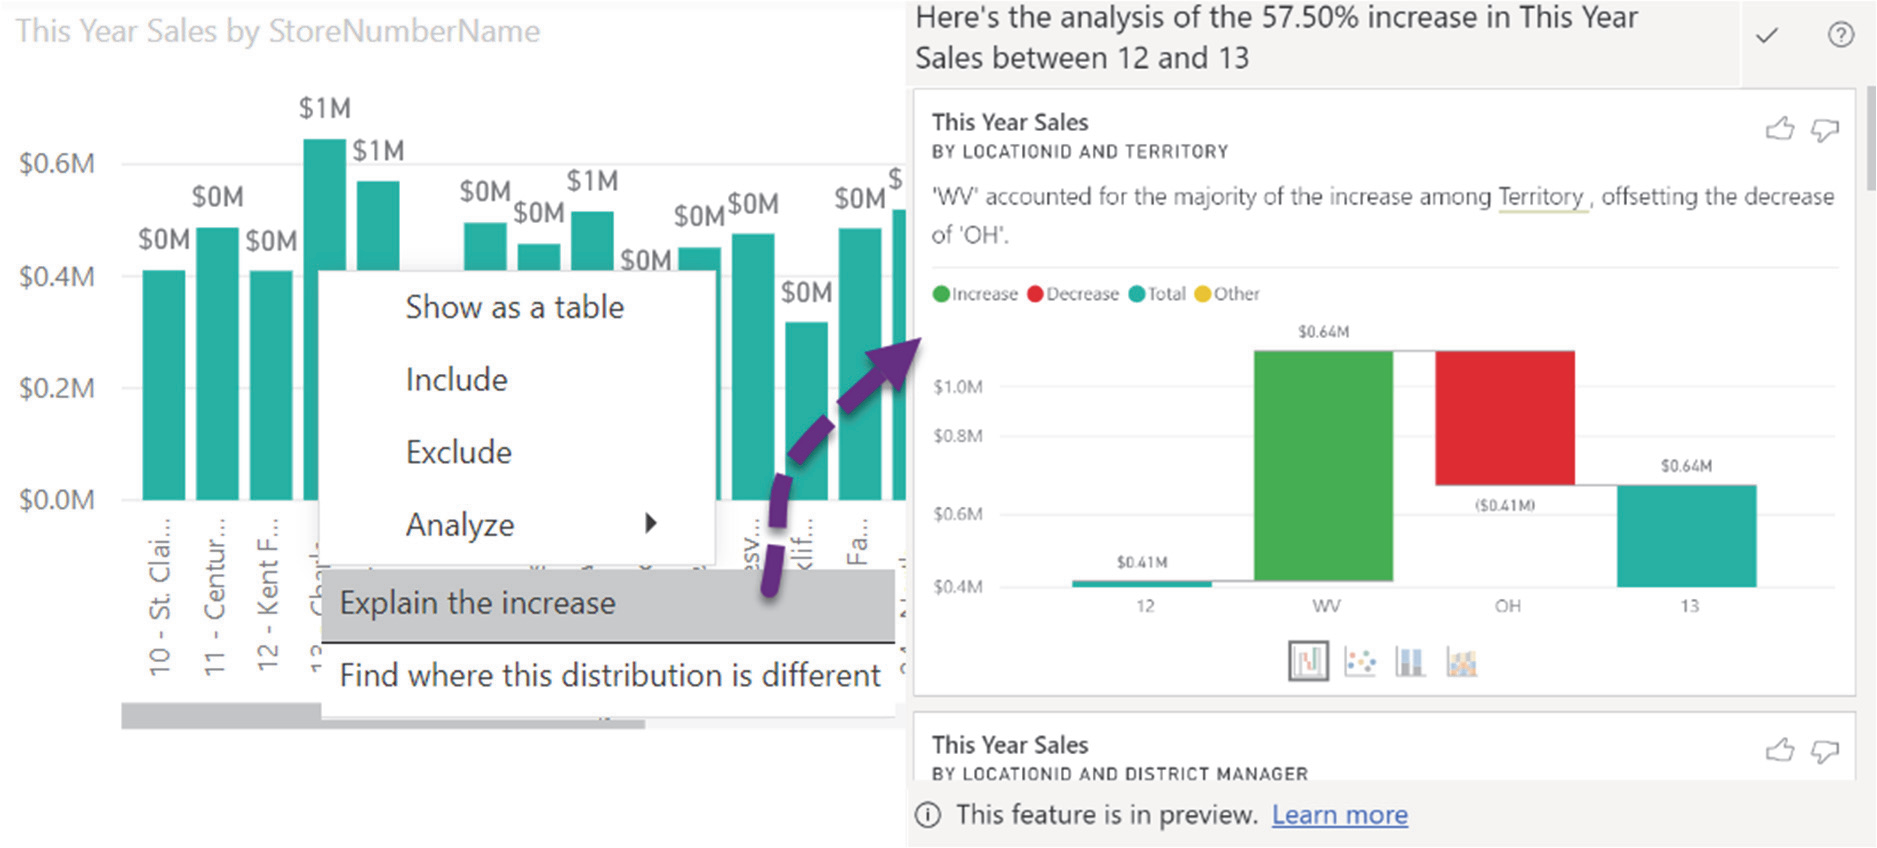 This Year Sales by StoreNumberName
$0.6M
$0.4M
$0.2M
$0.0M
$0M
$0M
$0M
$1M
$1M
$0M
$0M
$1M
$0M
$0M
$0M
$0M
$0M
$
10 - St. Clai...
11 - Centur...
12 - Kent F...
Fa...
Show as a table
Include
Exclude
Analyze
Explain the increase
Find where this distribution is different
Here's the analysis of the 57.50% increase in This Year
Sales between 12 and 13
This Year Sales
BY LOCATIONID AND TERRITORY
'WV' accounted for the majority of the increase among Territory , offsetting the decrease
of 'OH'.
Increase Decrease Total Other
$1.0M
$0.8M
$0.6M
$0.4M
$0.41M
$0.64M
($0.41M)
$0.64M
12
WV
OH
13
This Year Sales
BY LOCATIONID AND DISTRICT MANAGER
This feature is in preview. Learn more